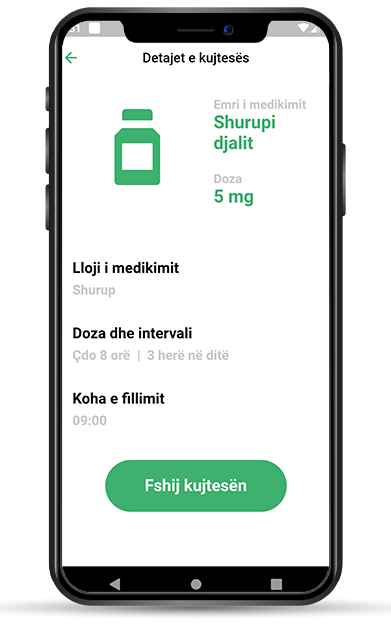 Detajet e kujtesës
Emri i medikimit
Shurupi
djalit
Doza
5 mg
Lloji i medikimit
Shurup
Doza dhe intervali
Çdo 8 orë | 3 herë në ditë
Koha e fillimit
09:00
Fshij kujtesën